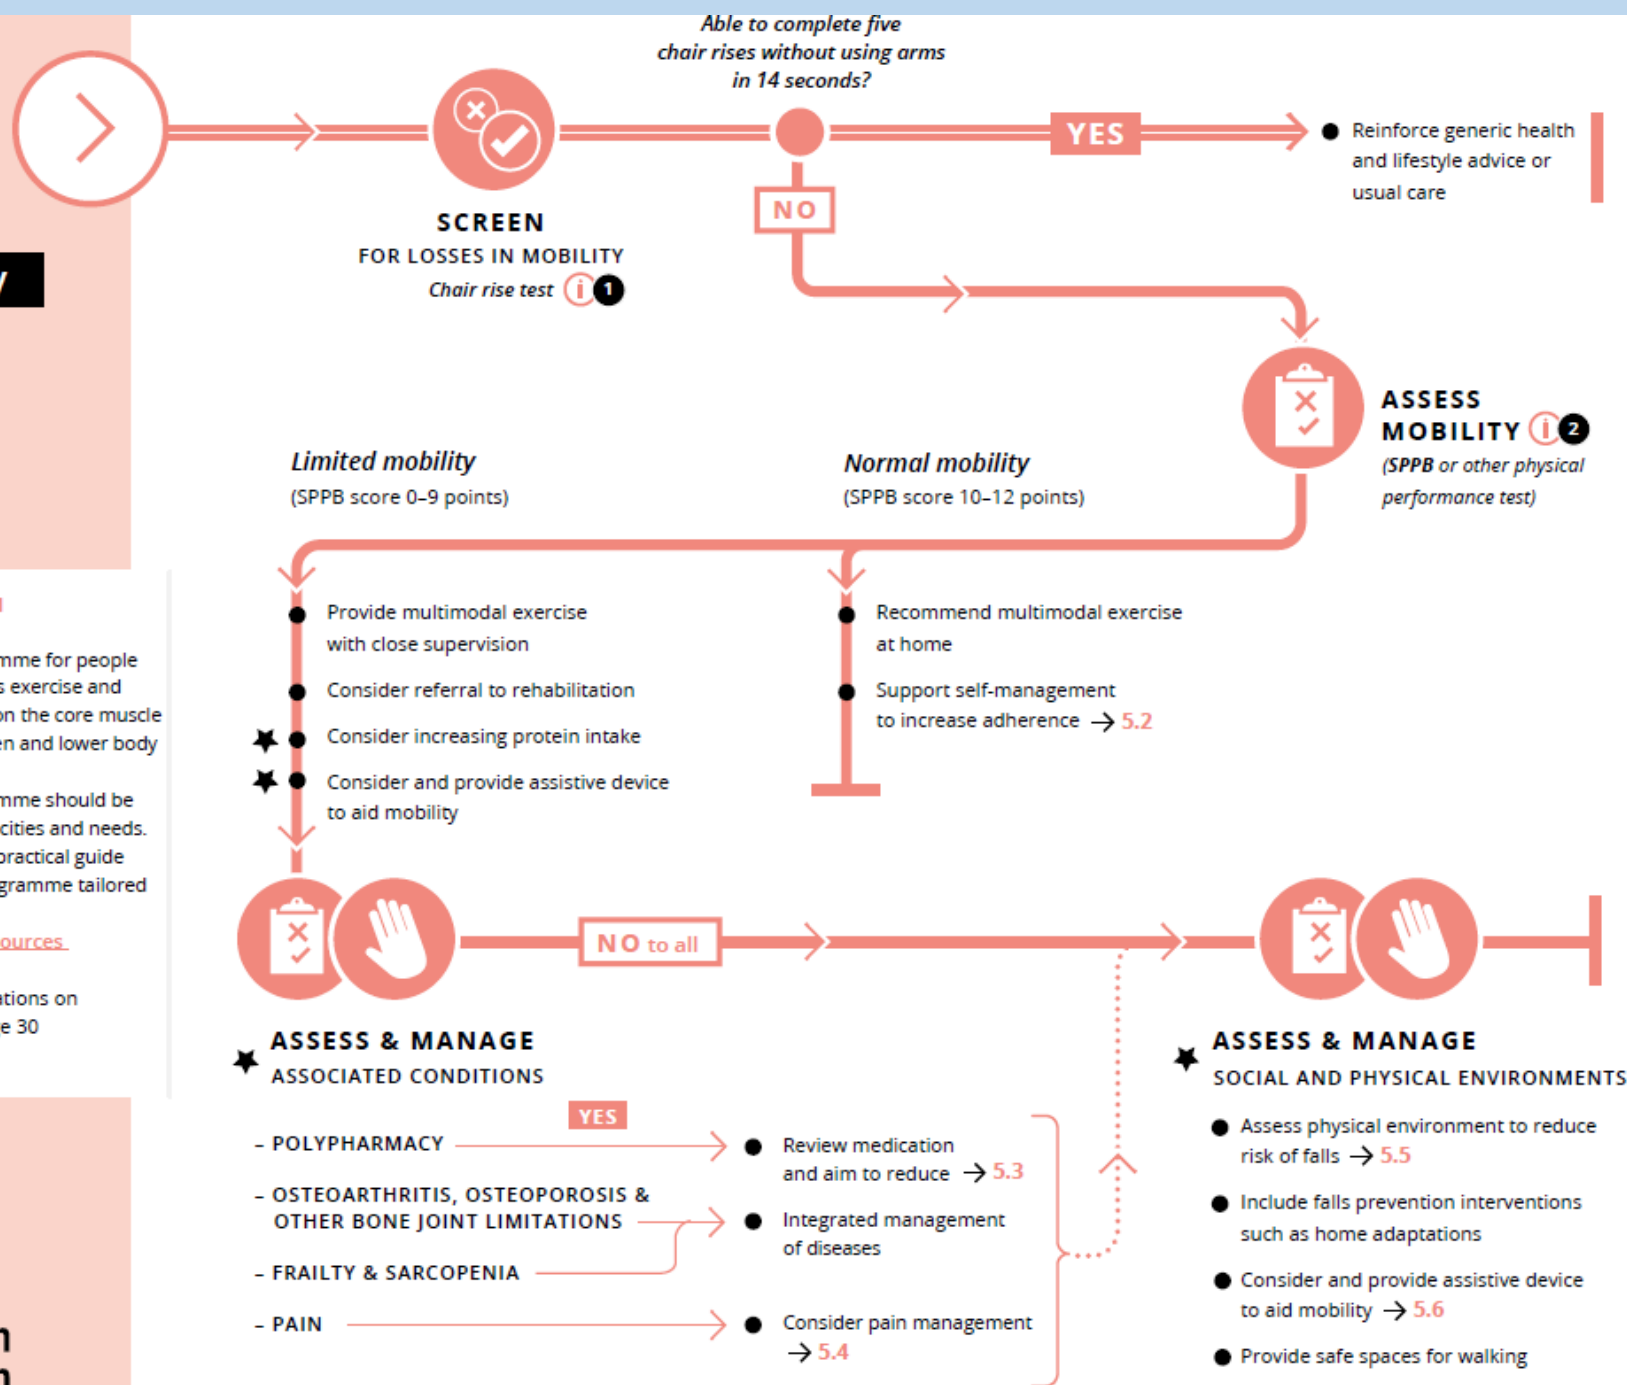 Able to complete five
chair rises without using arms
in 14 seconds?
YES
Reinforce generic health
and lifestyle advice or
usual care
NO
SCREEN
FOR LOSSES IN MOBILITY
Chair rise test i 1
y
ASSESS
MOBILITY i 2
(SPPB or other physical
performance test)
Limited mobility
(SPPB score 0–9 points)
Normal mobility
(SPPB score 10–12 points)
Provide multimodal exercise
with close supervision
Consider referral to rehabilitation
Consider increasing protein intake
Consider and provide assistive device
to aid mobility
Recommend multimodal exercise
at home
Support self-management
to increase adherence → 5.2
mme for people
s exercise and
on the core muscle
en and lower body
mme should be
cities and needs.
practical guide
gramme tailored
ources
ations on
e 30
NO to all
ASSESS & MANAGE
ASSOCIATED CONDITIONS
YES
– POLYPHARMACY
– OSTEOARTHRITIS, OSTEOPOROSIS &
OTHER BONE JOINT LIMITATIONS
– FRAILTY & SARCOPENIA
– PAIN
Review medication
and aim to reduce → 5.3
Integrated management
of diseases
Consider pain management
→ 5.4
ASSESS & MANAGE
SOCIAL AND PHYSICAL ENVIRONMENTS
Assess physical environment to reduce
risk of falls → 5.5
Include falls prevention interventions
such as home adaptations
Consider and provide assistive device
to aid mobility → 5.6
Provide safe spaces for walking